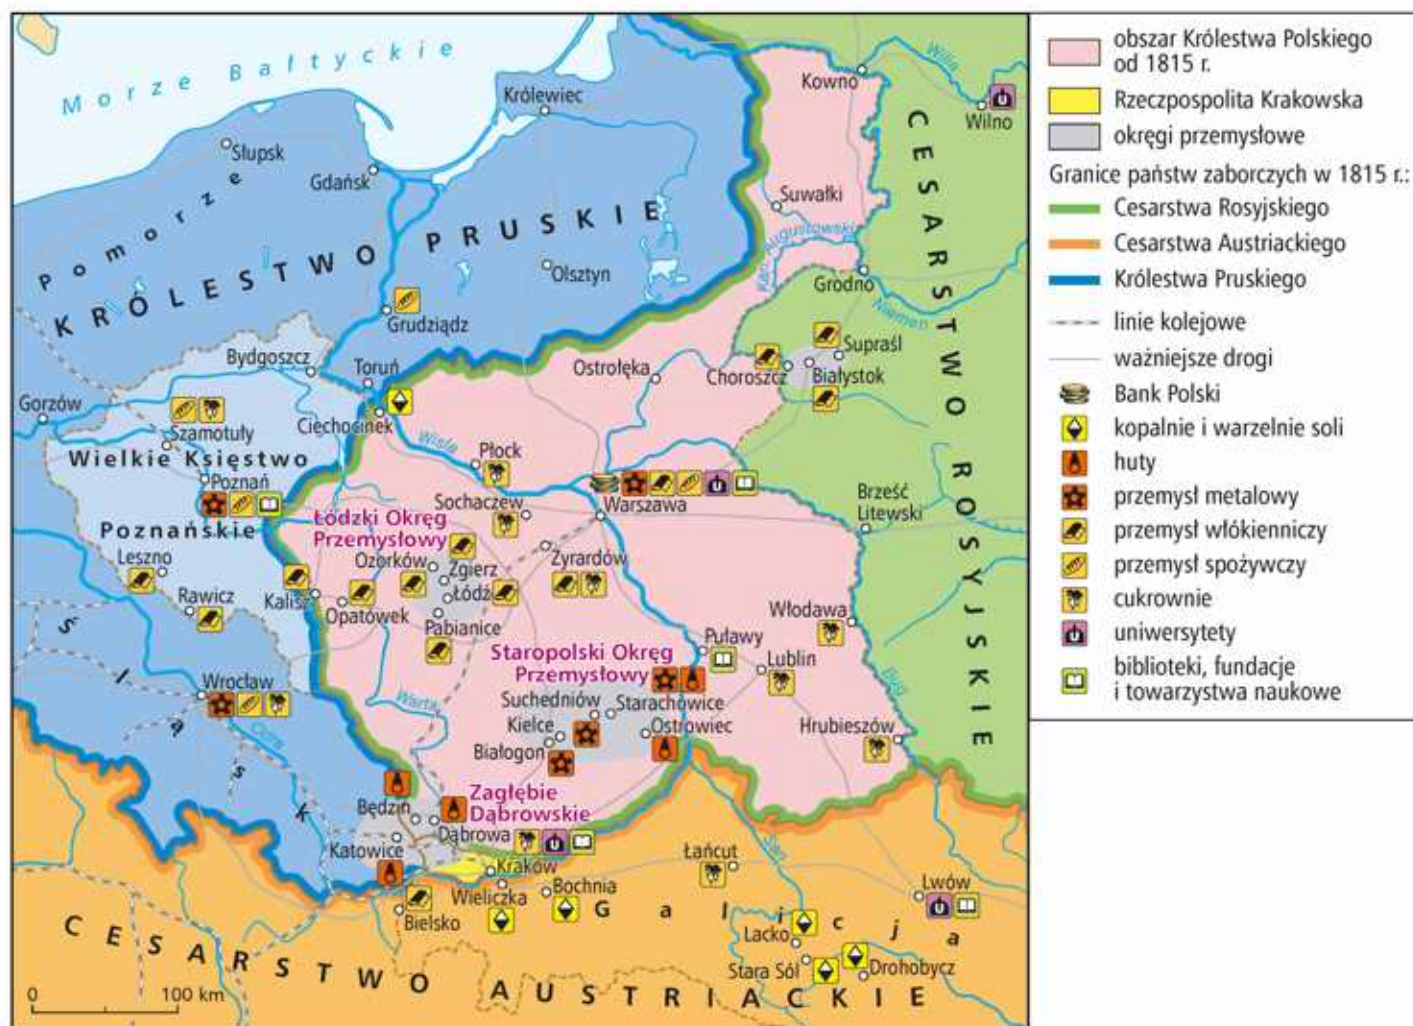 Morze Bałtyckie
Królewiec
Kowno
Wilia
Wilno
Słupsk
Gdańsk
Pomorze
KRÓLESTWO PRUSKIE
Suwałki
Kan. Augustowski
CESARSTWO ROSYJSKIE
Olsztyn
Grodno
Niemen
Grudziądz
Bydgoszcz
Toruń
Ostrołęka
Supraśl
Choroszcz
Białystok
Gorzów
Ciechocinek
Szamotuły
Wisła
Płock
Wielkie Księstwo
Poznańskie
Poznań
Sochaczew
Warszawa
Brześć
Litewski
Łódzki Okręg
Przemysłowy
Leszno
Ozorków
Zgierz
Żyrardów
Łódź
Rawicz
Kalisz
Opatówek
Pabianice
Włodawa
Puławy
Staropolski Okręg
Przemysłowy
Lublin
Śląsk
Wrocław
Odra
Warta
Suchedniów
Starachowice
Kielce
Ostrowiec
Białogon
Bug
Hrubieszów
Zagłębie
Dąbrowskie
Będzin
Dąbrowa
Katowice
Kraków
San
Łańcut
Wieliczka
Bochnia
Lwów
Bielsko
Galicja
Lacko
Stara Sól
Drohobycz
CESARSTWO AUSTRIACKIE
0 100 km
obszar Królestwa Polskiego
od 1815 r.
Rzeczpospolita Krakowska
okręgi przemysłowe
Granice państw zaborczych w 1815 r.:
Cesarstwa Rosyjskiego
Cesarstwa Austriackiego
Królestwa Pruskiego
linie kolejowe
ważniejsze drogi
Bank Polski
kopalnie i warzelnie soli
huty
przemysł metalowy
przemysł włókienniczy
przemysł spożywczy
cukrownie
uniwersytety
biblioteki, fundacje
i towarzystwa naukowe